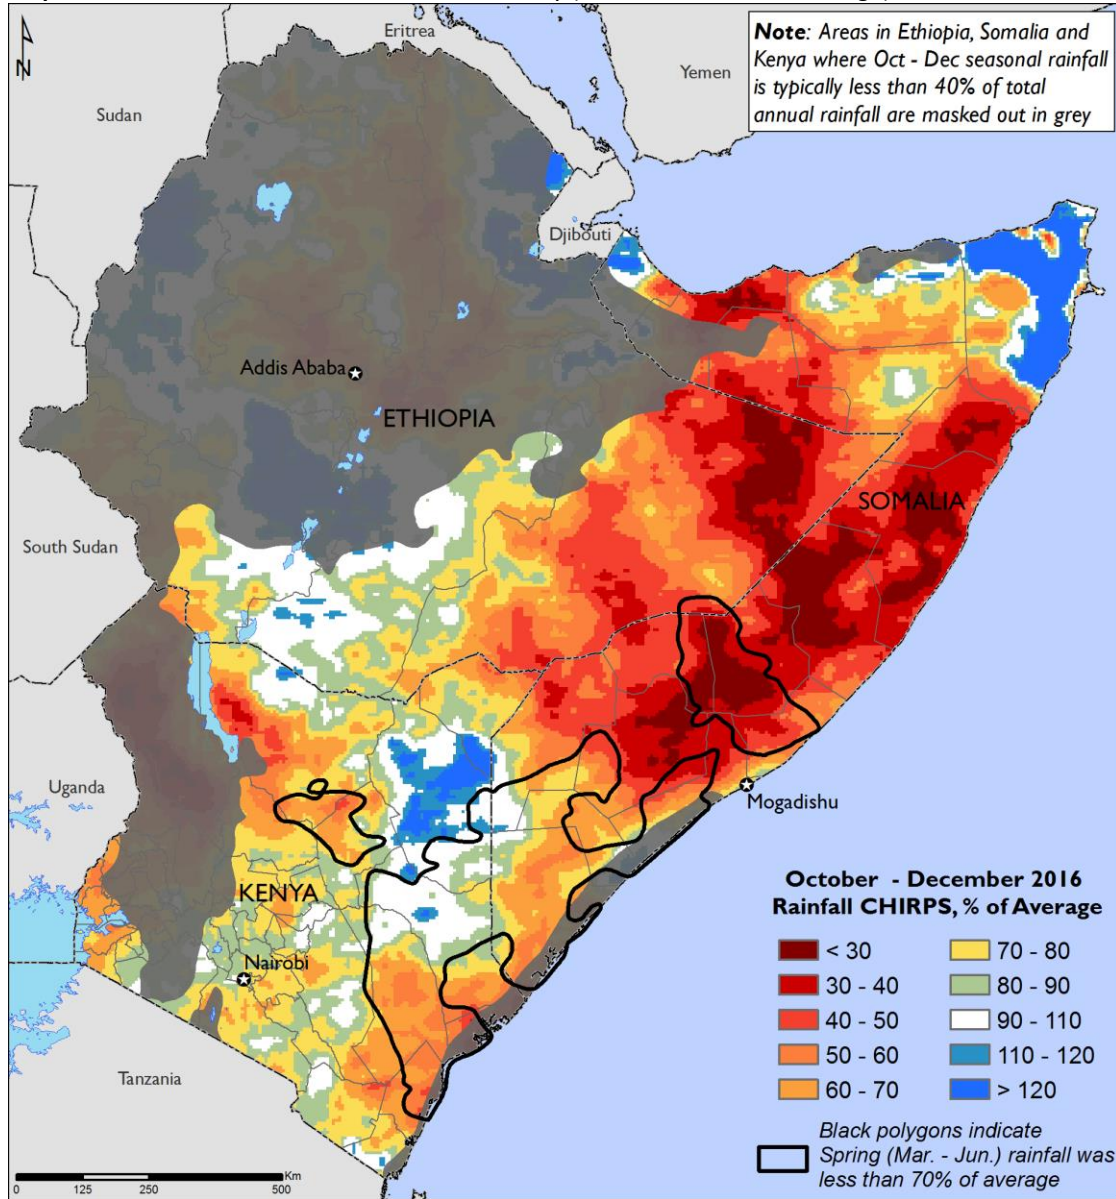 Eritrea
Note: Areas in Ethiopia, Somalia and
Kenya where Oct - Dec seasonal rainfall
is typically less than 40% of total
annual rainfall are masked out in grey
N
Yemen
Sudan
Djibouti
Addis Ababa
ETHIOPIA
SOMALIA
South Sudan
Uganda
Mogadishu
KENYA
Nairobi
Tanzania
October - December 2016
Rainfall CHIRPS, % of Average
< 30
30 - 40
40 - 50
50 - 60
60 - 70
70 - 80
80 - 90
90 - 110
110 - 120
> 120
Black polygons indicate
Spring (Mar. - Jun.) rainfall was
less than 70% of average
Km
0 125 250 500